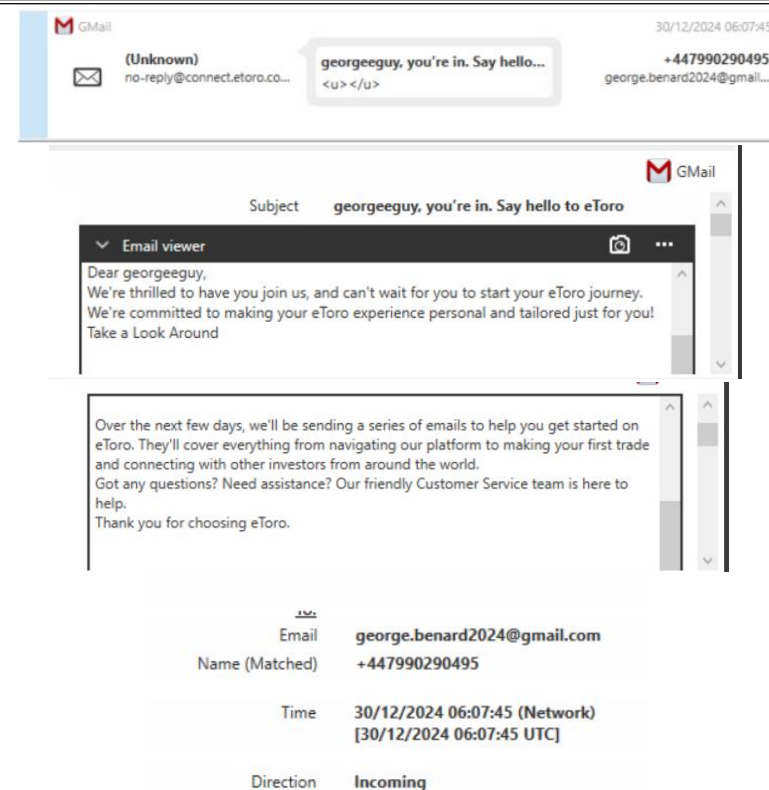 GMail
30/12/2024 06:07:45
(Unknown)
no-reply@connect.etoro.co...
georgeeguy, you're in. Say hello...
<u></u>
+447990290495
george.benard2024@gmail...
GMail
Subject georgeeguy, you're in. Say hello to eToro
Email viewer
Dear georgeeguy,
We're thrilled to have you join us, and can't wait for you to start your eToro journey.
We're committed to making your eToro experience personal and tailored just for you!
Take a Look Around
Over the next few days, we'll be sending a series of emails to help you get started on
eToro. They'll cover everything from navigating our platform to making your first trade
and connecting with other investors from around the world.
Got any questions? Need assistance? Our friendly Customer Service team is here to
help.
Thank you for choosing eToro.
Email george.benard2024@gmail.com
Name (Matched) +447990290495
Time 30/12/2024 06:07:45 (Network)
[30/12/2024 06:07:45 UTC]
Direction Incoming